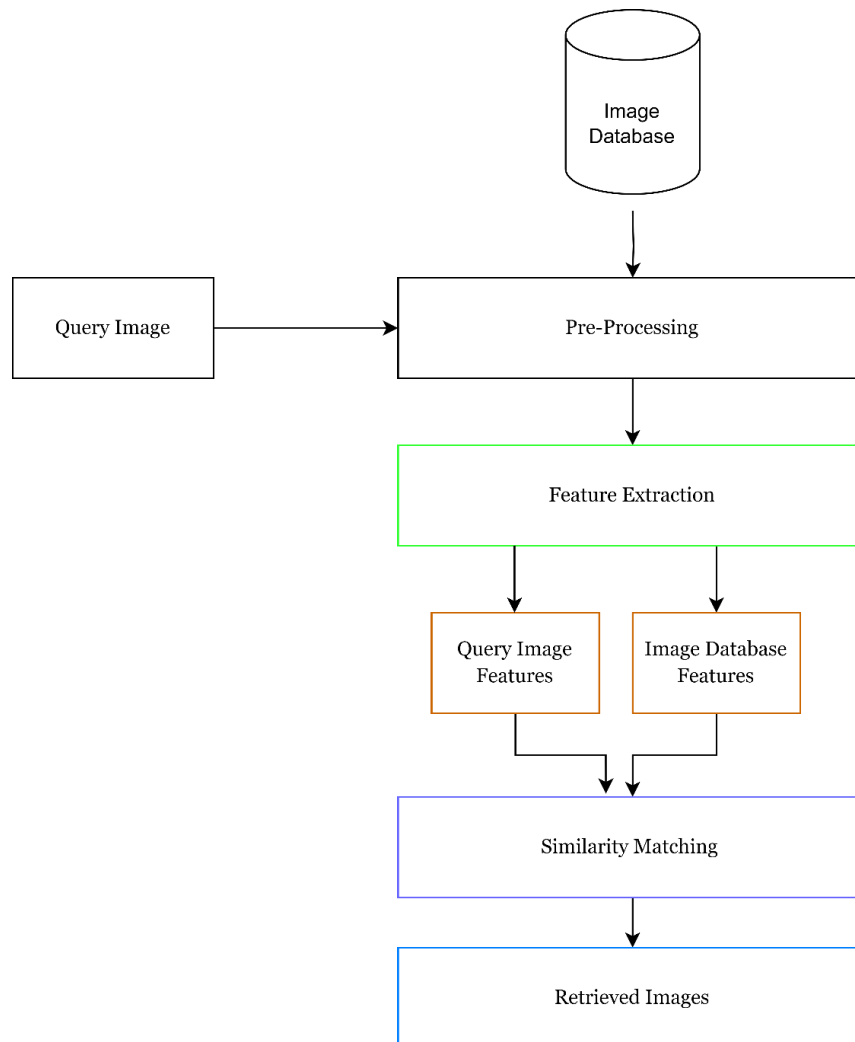 Image
Database
Query Image
Pre-Processing
Feature Extraction
Query Image
Features
Image Database
Features
Similarity Matching
Retrieved Images